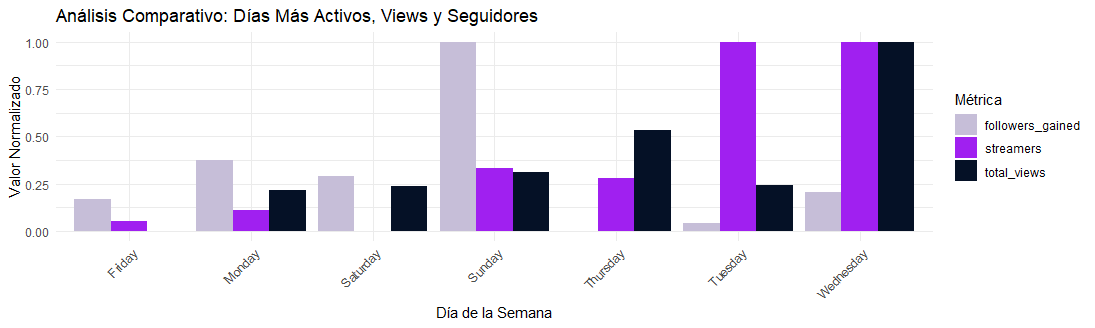 Análisis Comparativo: Días Más Activos, Views y Seguidores
Valor Normalizado
1.00
0.75
0.50
0.25
0.00
Friday
Monday
Saturday
Sunday
Thursday
Tuesday
Wednesday
Día de la Semana
Métrica
followers_gained
streamers
total_views